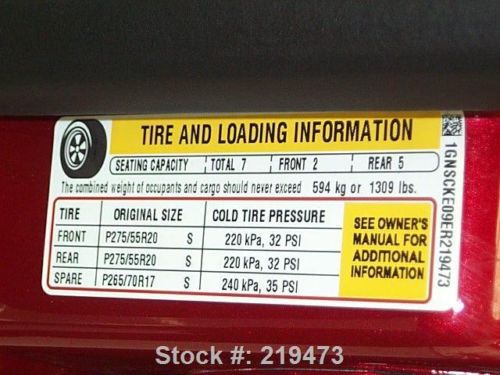 TIRE AND LOADING INFORMATION
SEATING CAPACITY TOTAL 7 FRONT 2 REAR 5
The combined weight of occupants and cargo should never exceed 594 kg or 1309 lbs.
TIRE ORIGINAL SIZE COLD TIRE PRESSURE
FRONT P275/55R20 S 220 kPa, 32 PSI
REAR P275/55R20 S 220 kPa, 32 PSI
SPARE P265/70R17 S 240 kPa, 35 PSI
SEE OWNER'S
MANUAL FOR
ADDITIONAL
INFORMATION
1GNSCKE09ER219473
Stock #: 219473